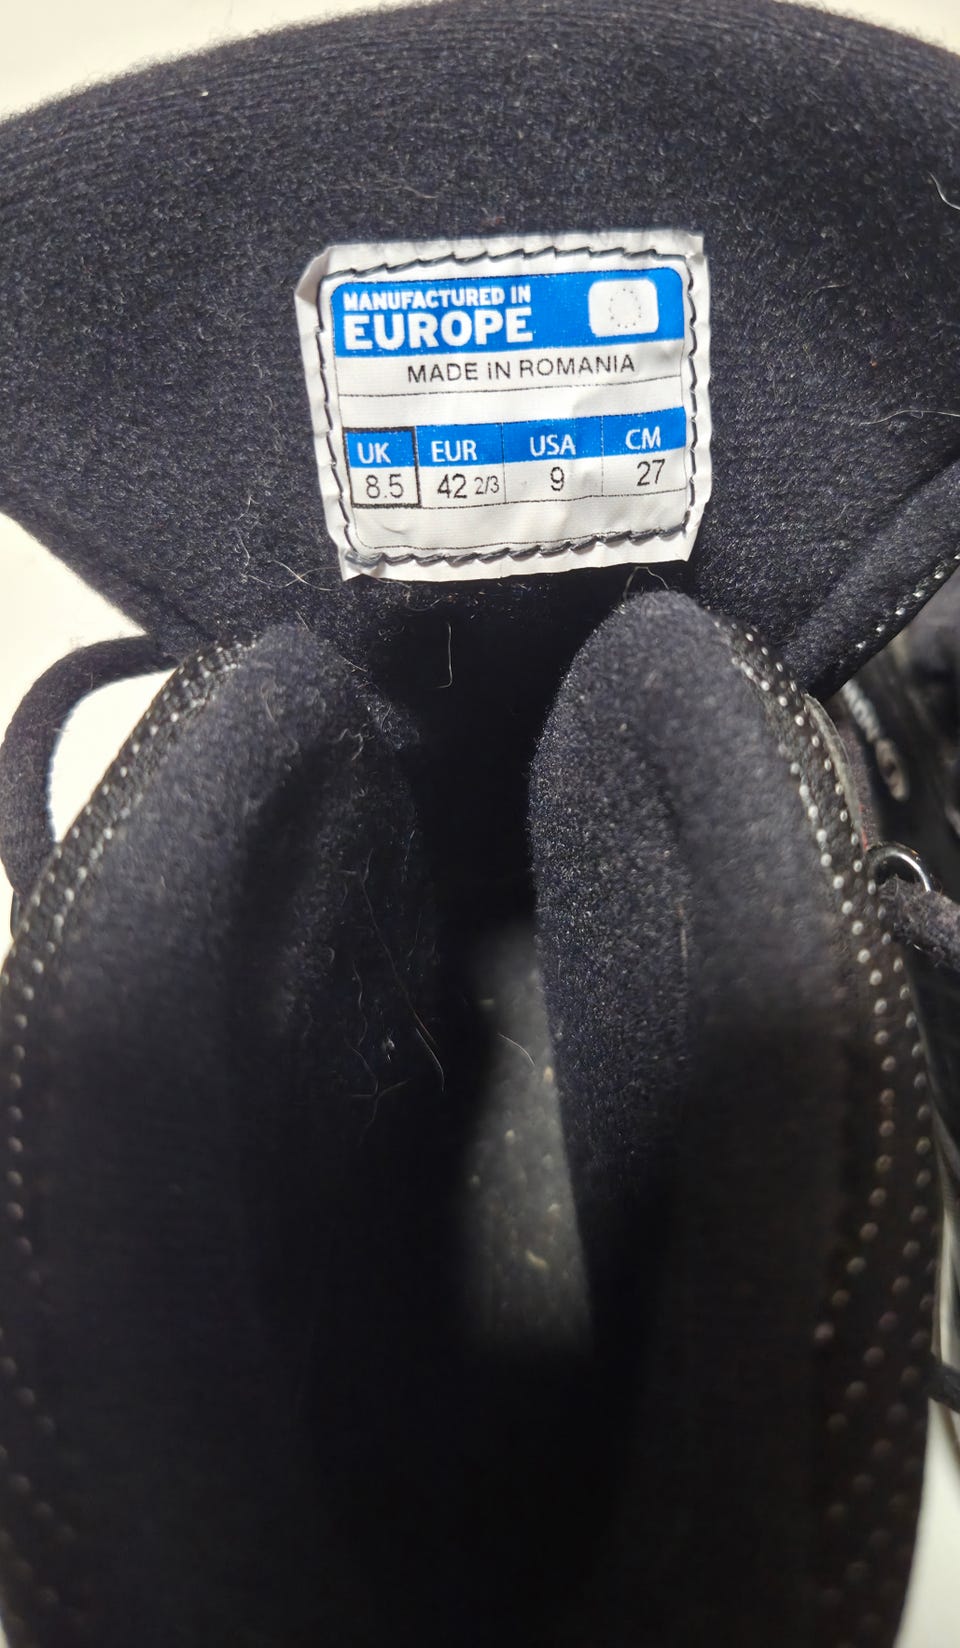 MANUFACTURED IN
EUROPE
MADE IN ROMANIA
UK EUR USA CM
8.5 42 2/3 9 27